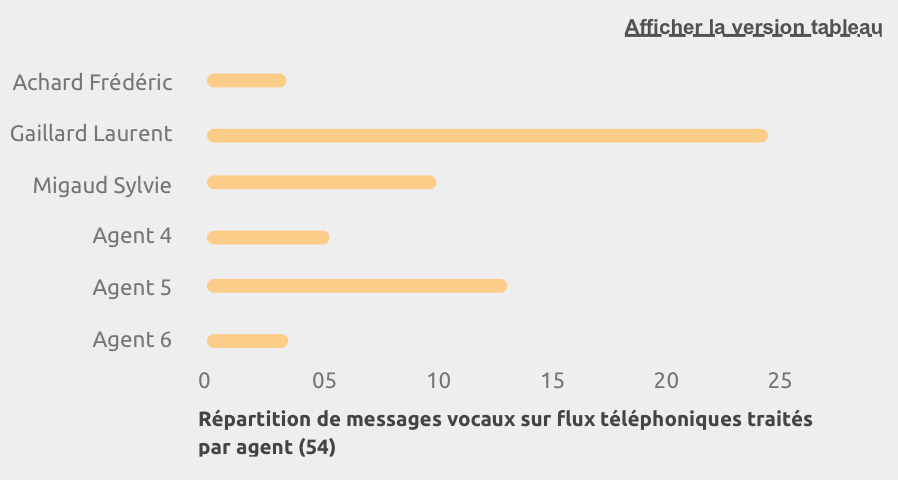 Afficher la version tableau
Achard Frédéric
Gaillard Laurent
Migaud Sylvie
Agent 4
Agent 5
Agent 6
0 05 10 15 20 25
Répartition de messages vocaux sur flux téléphoniques traités
par agent (54)